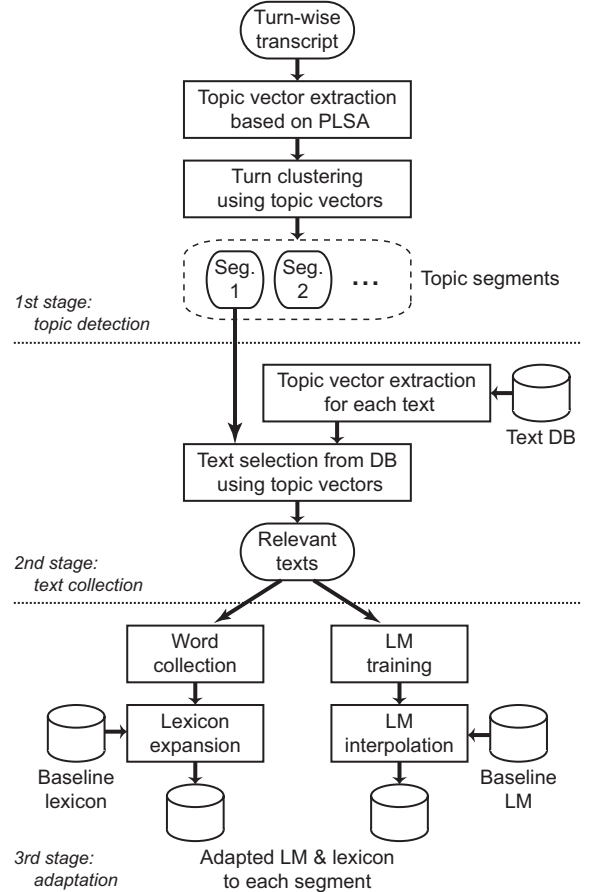 Turn-wise
transcript
Topic vector extraction
based on PLSA
Turn clustering
using topic vectors
Seg.
1
Seg.
2
...
Topic segments
1st stage:
topic detection
Topic vector extraction
for each text
Text DB
Text selection from DB
using topic vectors
Relevant
texts
2nd stage:
text collection
Word
collection
LM
training
Lexicon
expansion
LM
interpolation
Baseline
lexicon
Baseline
LM
3rd stage:
adaptation
Adapted LM & lexicon
to each segment